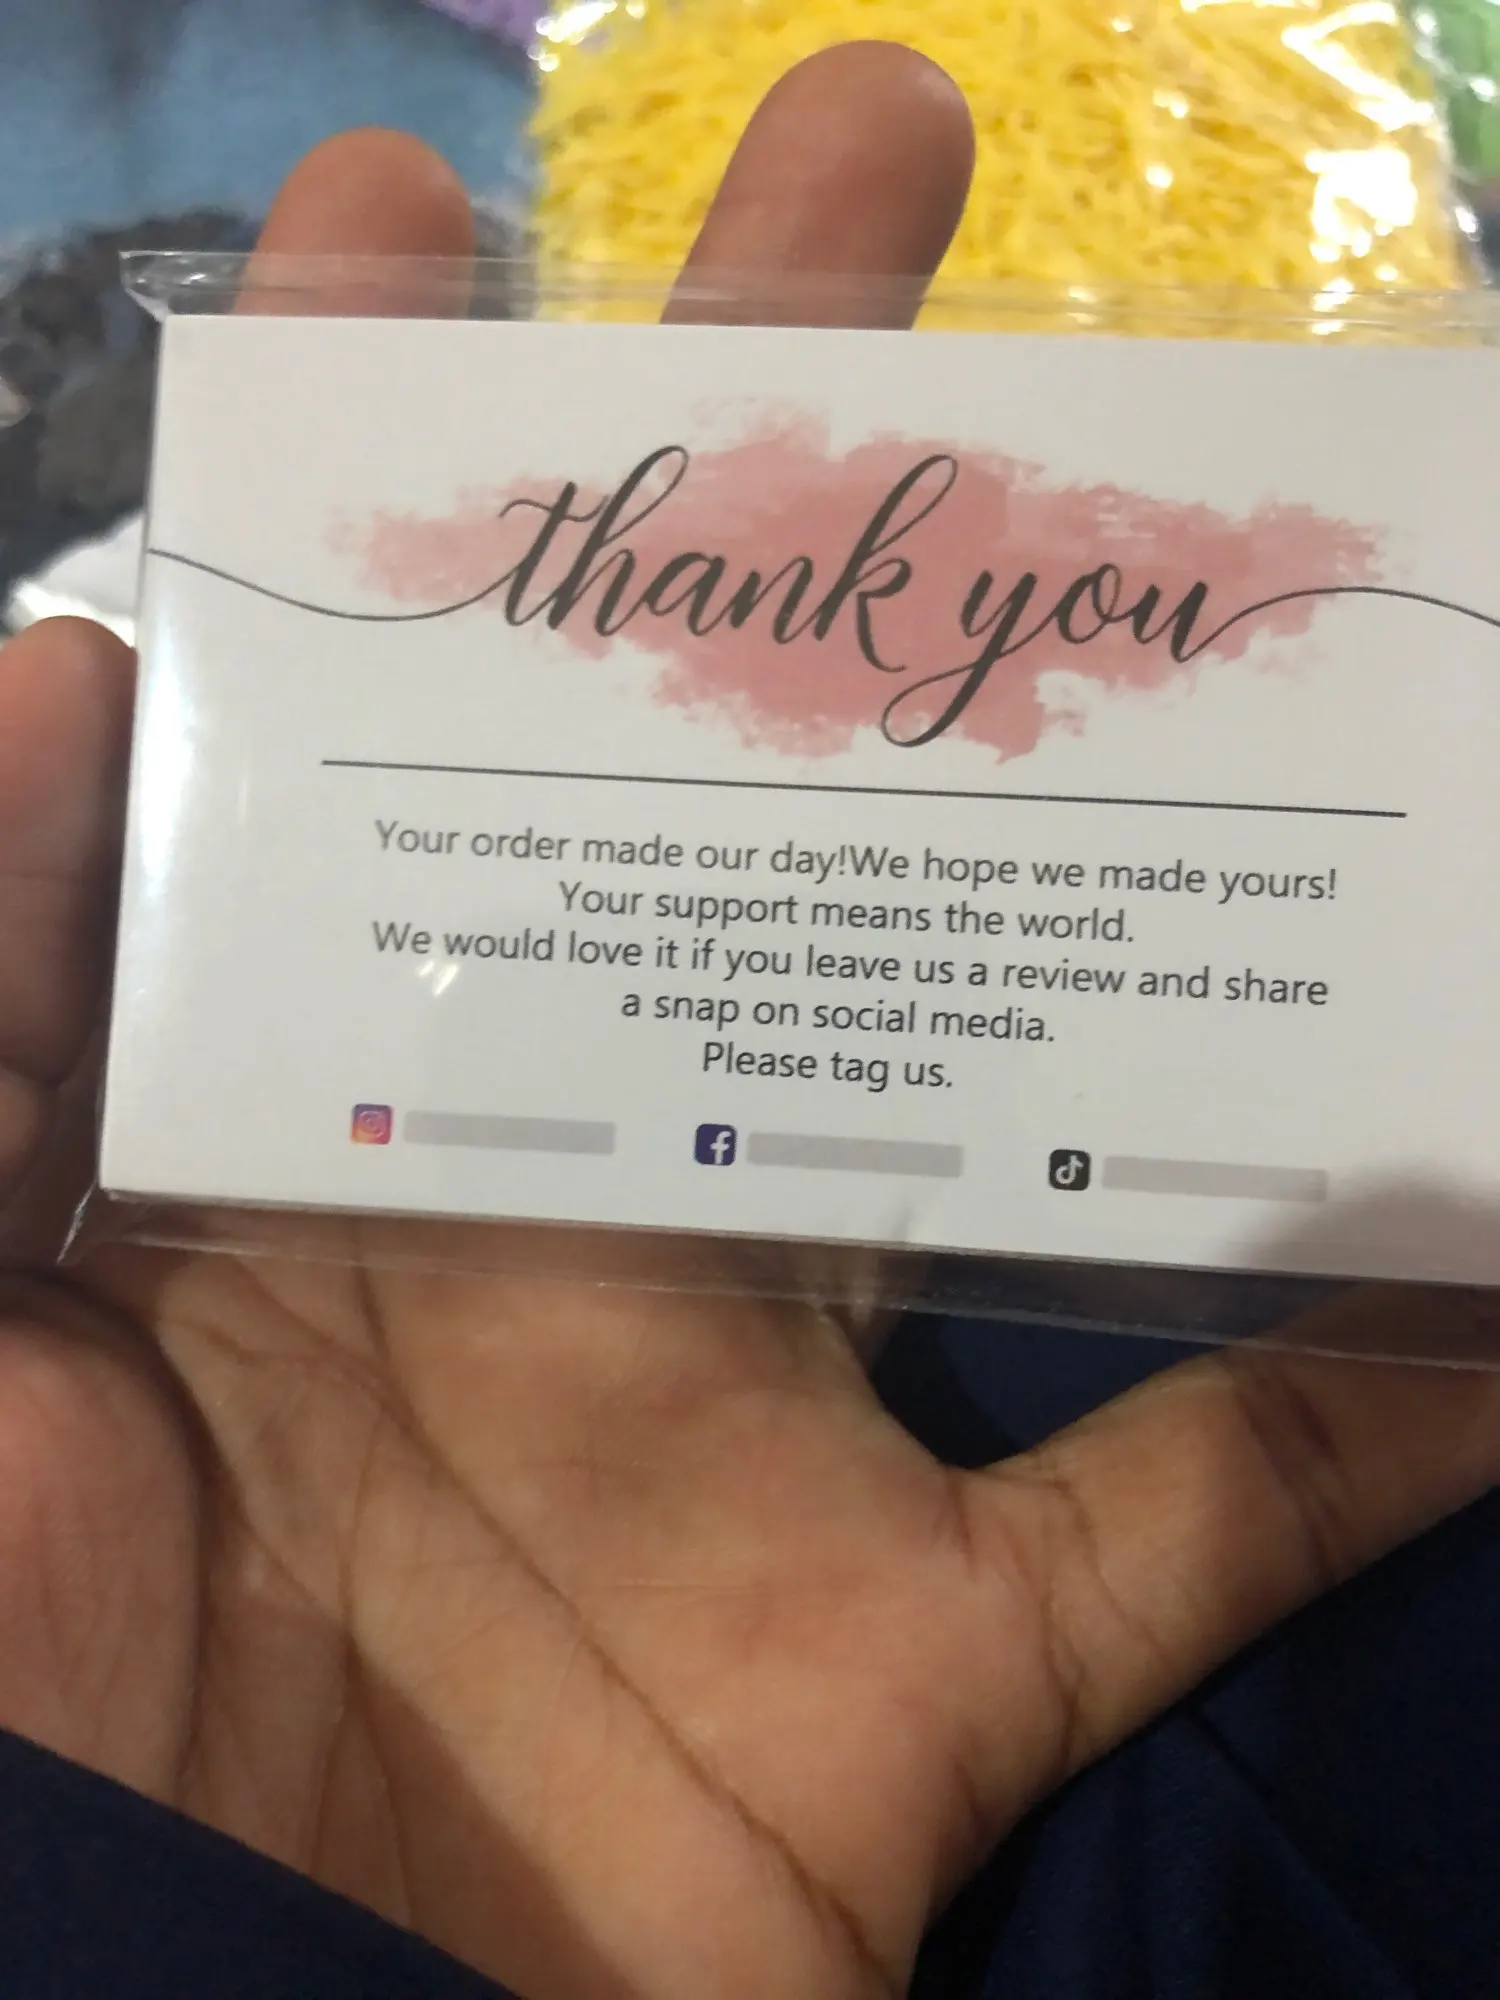 thank you
Your order made our day!We hope we made yours!
Your support means the world.
We would love it if you leave us a review and share
a snap on social media.
Please tag us.